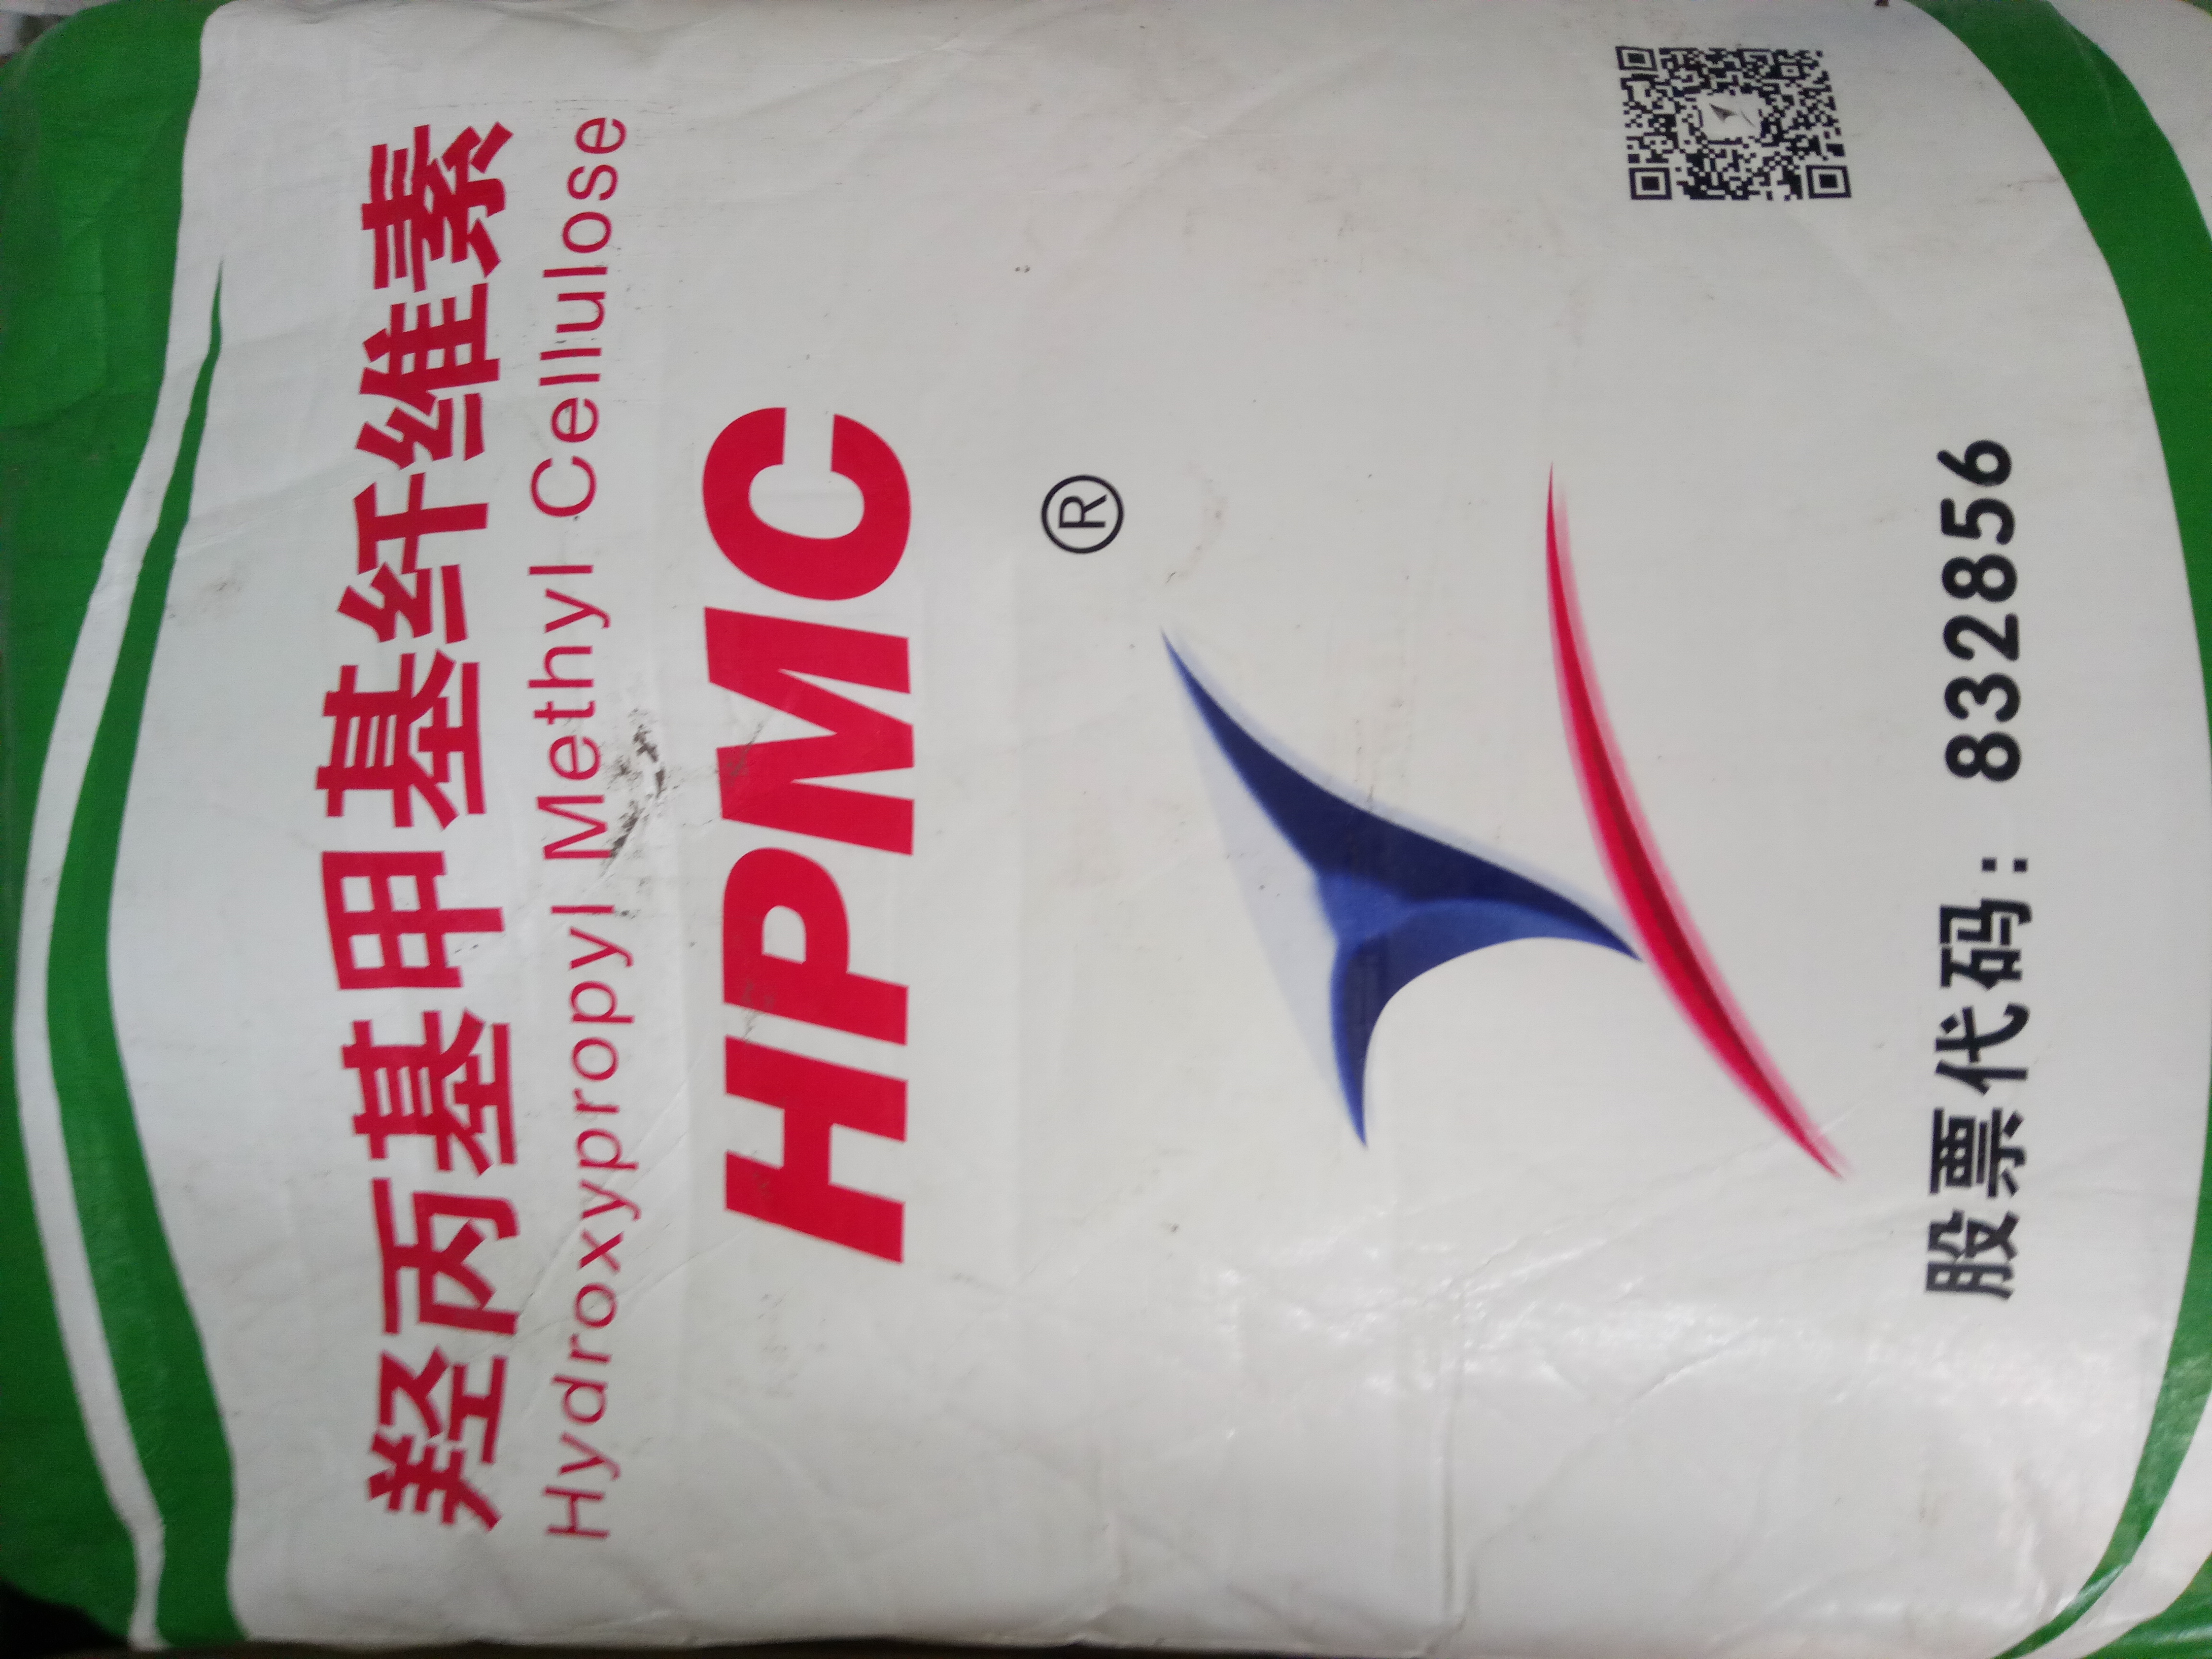 羟丙基甲基纤维素
Hydroxypropyl Methyl Cellulose
HPMC
®
股票代码：832856